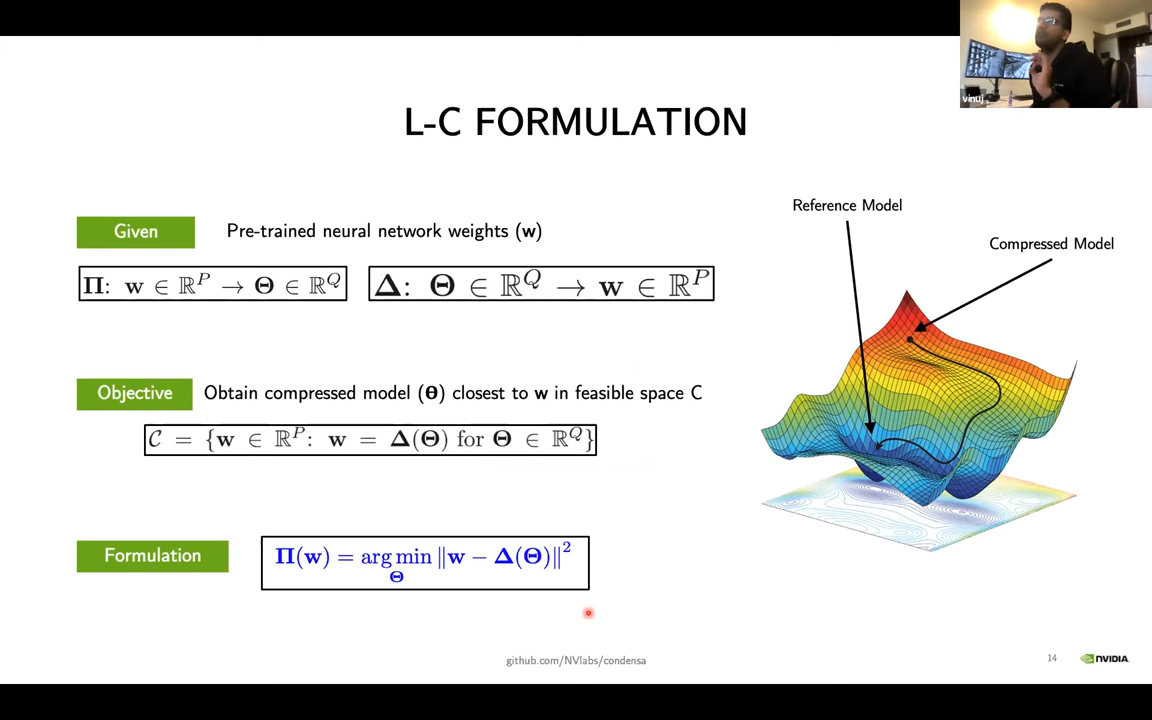 vinuj
L-C FORMULATION
Given
Pre-trained neural network weights (w)
Π: w ∈ ℝ^P → Θ ∈ ℝ^Q
Δ: Θ ∈ ℝ^Q → w ∈ ℝ^P
Objective
Obtain compressed model (Θ) closest to w in feasible space C
𝒞 = {w ∈ ℝ^P: w = Δ(Θ) for Θ ∈ ℝ^Q}
Formulation
Π(w) = arg min ‖w − Δ(Θ)‖²
Θ
Reference Model
Compressed Model
github.com/NVlabs/condensa
14
NVIDIA.